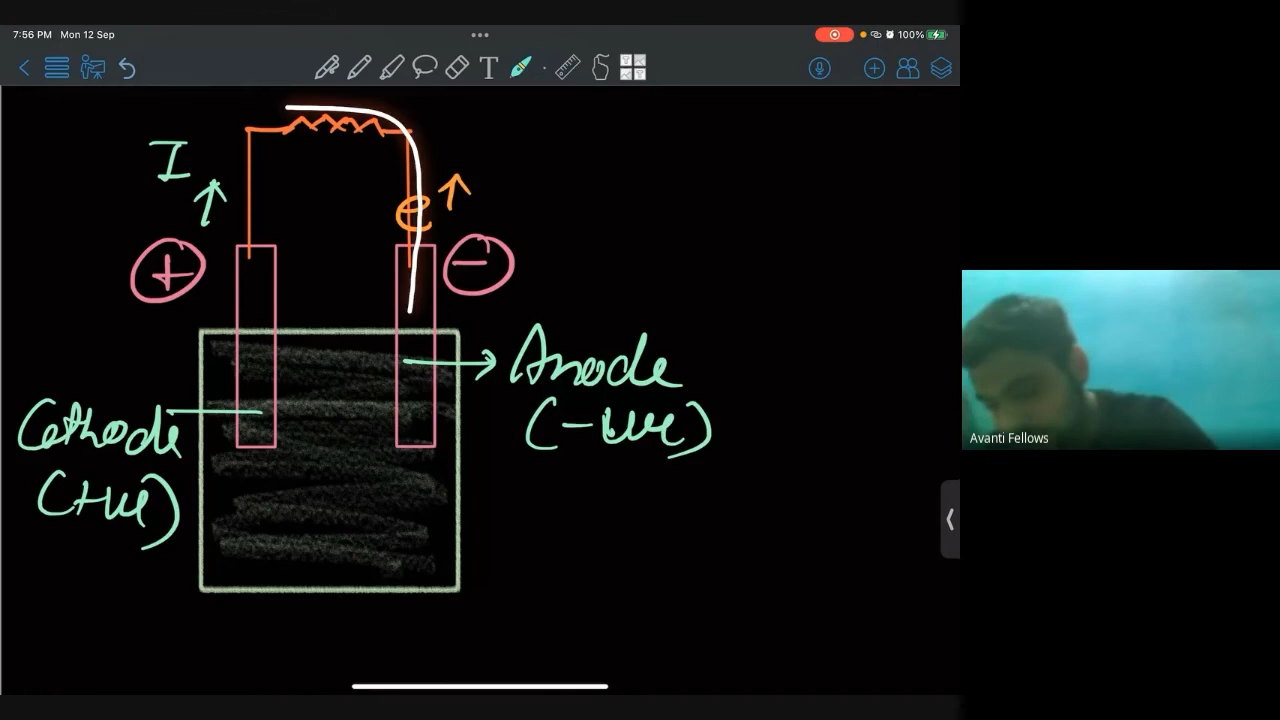 7:56 PM Mon 12 Sep
100%
T
I
e
+
−
Anode
(-ve)
Cathode
(+ve)
Avanti Fellows